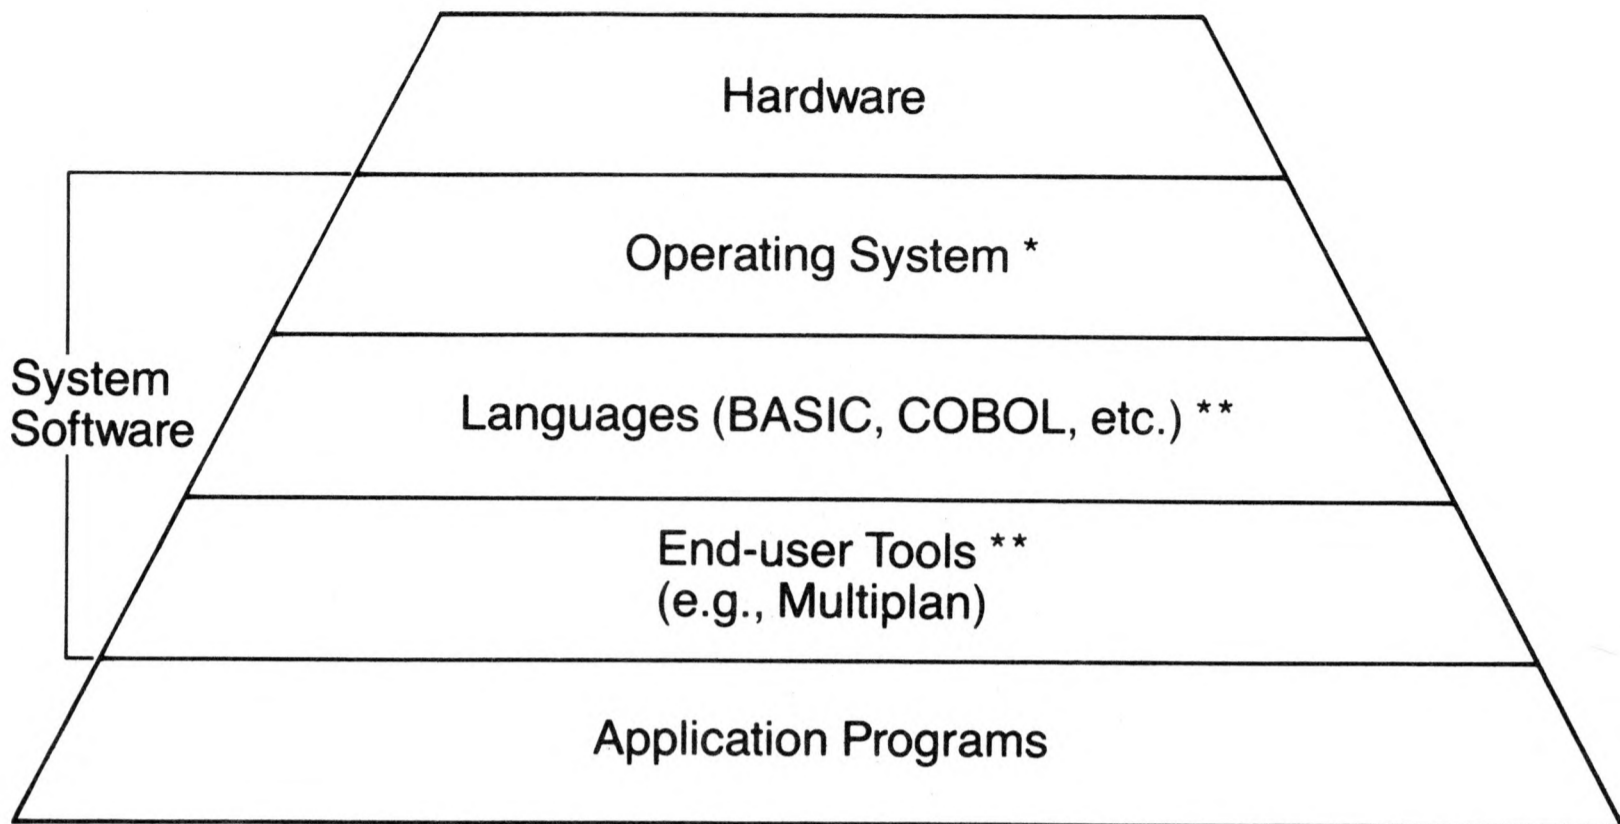 Hardware
Operating System *
System
Software
Languages (BASIC, COBOL, etc.) **
End-user Tools **
(e.g., Multiplan)
Application Programs